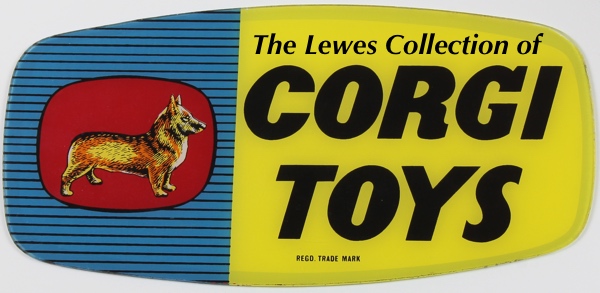 The Lewes Collection of
CORGI
TOYS
REGD. TRADE MARK